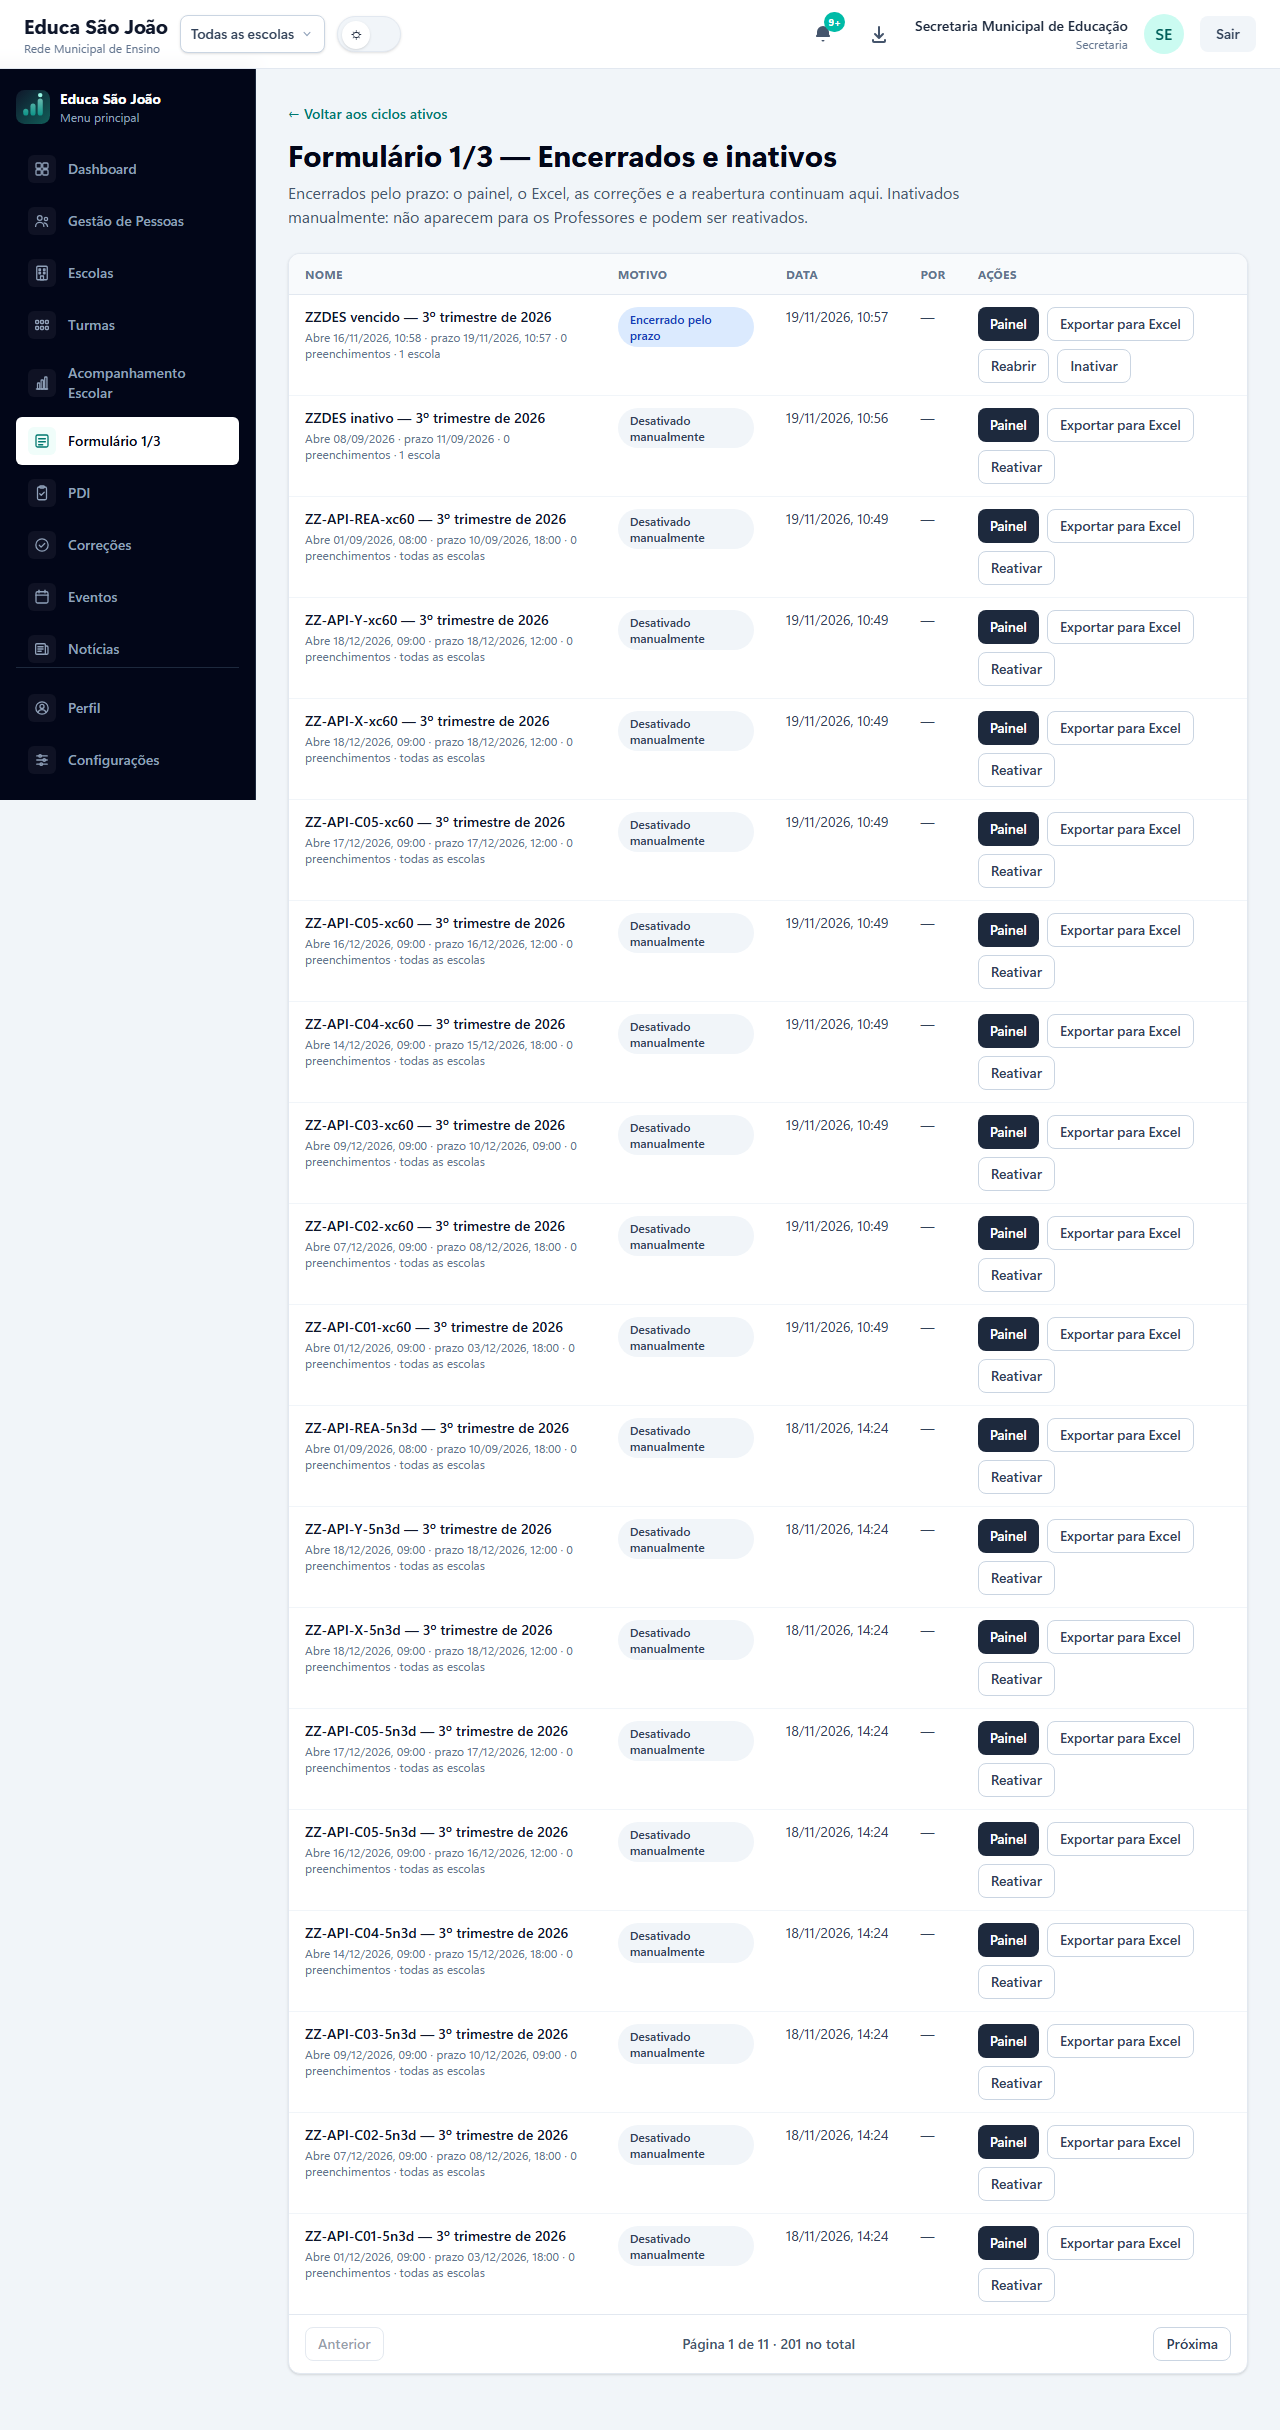 Educa São João
Rede Municipal de Ensino
Todas as escolas
9+
Secretaria Municipal de Educação
Secretaria
SE
Sair
Educa São João
Menu principal
Dashboard
Gestão de Pessoas
Escolas
Turmas
Acompanhamento
Escolar
Formulário 1/3
PDI
Correções
Eventos
Notícias
Perfil
Configurações
← Voltar aos ciclos ativos
Formulário 1/3 — Encerrados e inativos
Encerrados pelo prazo: o painel, o Excel, as correções e a reabertura continuam aqui. Inativados
manualmente: não aparecem para os Professores e podem ser reativados.
NOME MOTIVO DATA POR AÇÕES
ZZDES vencido — 3º trimestre de 2026
Abre 16/11/2026, 10:58 · prazo 19/11/2026, 10:57 · 0
preenchimentos · 1 escola
Encerrado pelo
prazo
19/11/2026, 10:57 —
Painel Exportar para Excel
Reabrir Inativar
ZZDES inativo — 3º trimestre de 2026
Abre 08/09/2026 · prazo 11/09/2026 · 0
preenchimentos · 1 escola
Desativado
manualmente
19/11/2026, 10:56 —
Painel Exportar para Excel
Reativar
ZZ-API-REA-xc60 — 3º trimestre de 2026
Abre 01/09/2026, 08:00 · prazo 10/09/2026, 18:00 · 0
preenchimentos · todas as escolas
Desativado
manualmente
19/11/2026, 10:49 —
Painel Exportar para Excel
Reativar
ZZ-API-Y-xc60 — 3º trimestre de 2026
Abre 18/12/2026, 09:00 · prazo 18/12/2026, 12:00 · 0
preenchimentos · todas as escolas
Desativado
manualmente
19/11/2026, 10:49 —
Painel Exportar para Excel
Reativar
ZZ-API-X-xc60 — 3º trimestre de 2026
Abre 18/12/2026, 09:00 · prazo 18/12/2026, 12:00 · 0
preenchimentos · todas as escolas
Desativado
manualmente
19/11/2026, 10:49 —
Painel Exportar para Excel
Reativar
ZZ-API-C05-xc60 — 3º trimestre de 2026
Abre 17/12/2026, 09:00 · prazo 17/12/2026, 12:00 · 0
preenchimentos · todas as escolas
Desativado
manualmente
19/11/2026, 10:49 —
Painel Exportar para Excel
Reativar
ZZ-API-C05-xc60 — 3º trimestre de 2026
Abre 16/12/2026, 09:00 · prazo 16/12/2026, 12:00 · 0
preenchimentos · todas as escolas
Desativado
manualmente
19/11/2026, 10:49 —
Painel Exportar para Excel
Reativar
ZZ-API-C04-xc60 — 3º trimestre de 2026
Abre 14/12/2026, 09:00 · prazo 15/12/2026, 18:00 · 0
preenchimentos · todas as escolas
Desativado
manualmente
19/11/2026, 10:49 —
Painel Exportar para Excel
Reativar
ZZ-API-C03-xc60 — 3º trimestre de 2026
Abre 09/12/2026, 09:00 · prazo 10/12/2026, 09:00 · 0
preenchimentos · todas as escolas
Desativado
manualmente
19/11/2026, 10:49 —
Painel Exportar para Excel
Reativar
ZZ-API-C02-xc60 — 3º trimestre de 2026
Abre 07/12/2026, 09:00 · prazo 08/12/2026, 18:00 · 0
preenchimentos · todas as escolas
Desativado
manualmente
19/11/2026, 10:49 —
Painel Exportar para Excel
Reativar
ZZ-API-C01-xc60 — 3º trimestre de 2026
Abre 01/12/2026, 09:00 · prazo 03/12/2026, 18:00 · 0
preenchimentos · todas as escolas
Desativado
manualmente
19/11/2026, 10:49 —
Painel Exportar para Excel
Reativar
ZZ-API-REA-5n3d — 3º trimestre de 2026
Abre 01/09/2026, 08:00 · prazo 10/09/2026, 18:00 · 0
preenchimentos · todas as escolas
Desativado
manualmente
18/11/2026, 14:24 —
Painel Exportar para Excel
Reativar
ZZ-API-Y-5n3d — 3º trimestre de 2026
Abre 18/12/2026, 09:00 · prazo 18/12/2026, 12:00 · 0
preenchimentos · todas as escolas
Desativado
manualmente
18/11/2026, 14:24 —
Painel Exportar para Excel
Reativar
ZZ-API-X-5n3d — 3º trimestre de 2026
Abre 18/12/2026, 09:00 · prazo 18/12/2026, 12:00 · 0
preenchimentos · todas as escolas
Desativado
manualmente
18/11/2026, 14:24 —
Painel Exportar para Excel
Reativar
ZZ-API-C05-5n3d — 3º trimestre de 2026
Abre 17/12/2026, 09:00 · prazo 17/12/2026, 12:00 · 0
preenchimentos · todas as escolas
Desativado
manualmente
18/11/2026, 14:24 —
Painel Exportar para Excel
Reativar
ZZ-API-C05-5n3d — 3º trimestre de 2026
Abre 16/12/2026, 09:00 · prazo 16/12/2026, 12:00 · 0
preenchimentos · todas as escolas
Desativado
manualmente
18/11/2026, 14:24 —
Painel Exportar para Excel
Reativar
ZZ-API-C04-5n3d — 3º trimestre de 2026
Abre 14/12/2026, 09:00 · prazo 15/12/2026, 18:00 · 0
preenchimentos · todas as escolas
Desativado
manualmente
18/11/2026, 14:24 —
Painel Exportar para Excel
Reativar
ZZ-API-C03-5n3d — 3º trimestre de 2026
Abre 09/12/2026, 09:00 · prazo 10/12/2026, 09:00 · 0
preenchimentos · todas as escolas
Desativado
manualmente
18/11/2026, 14:24 —
Painel Exportar para Excel
Reativar
ZZ-API-C02-5n3d — 3º trimestre de 2026
Abre 07/12/2026, 09:00 · prazo 08/12/2026, 18:00 · 0
preenchimentos · todas as escolas
Desativado
manualmente
18/11/2026, 14:24 —
Painel Exportar para Excel
Reativar
ZZ-API-C01-5n3d — 3º trimestre de 2026
Abre 01/12/2026, 09:00 · prazo 03/12/2026, 18:00 · 0
preenchimentos · todas as escolas
Desativado
manualmente
18/11/2026, 14:24 —
Painel Exportar para Excel
Reativar
Anterior Página 1 de 11 · 201 no total Próxima